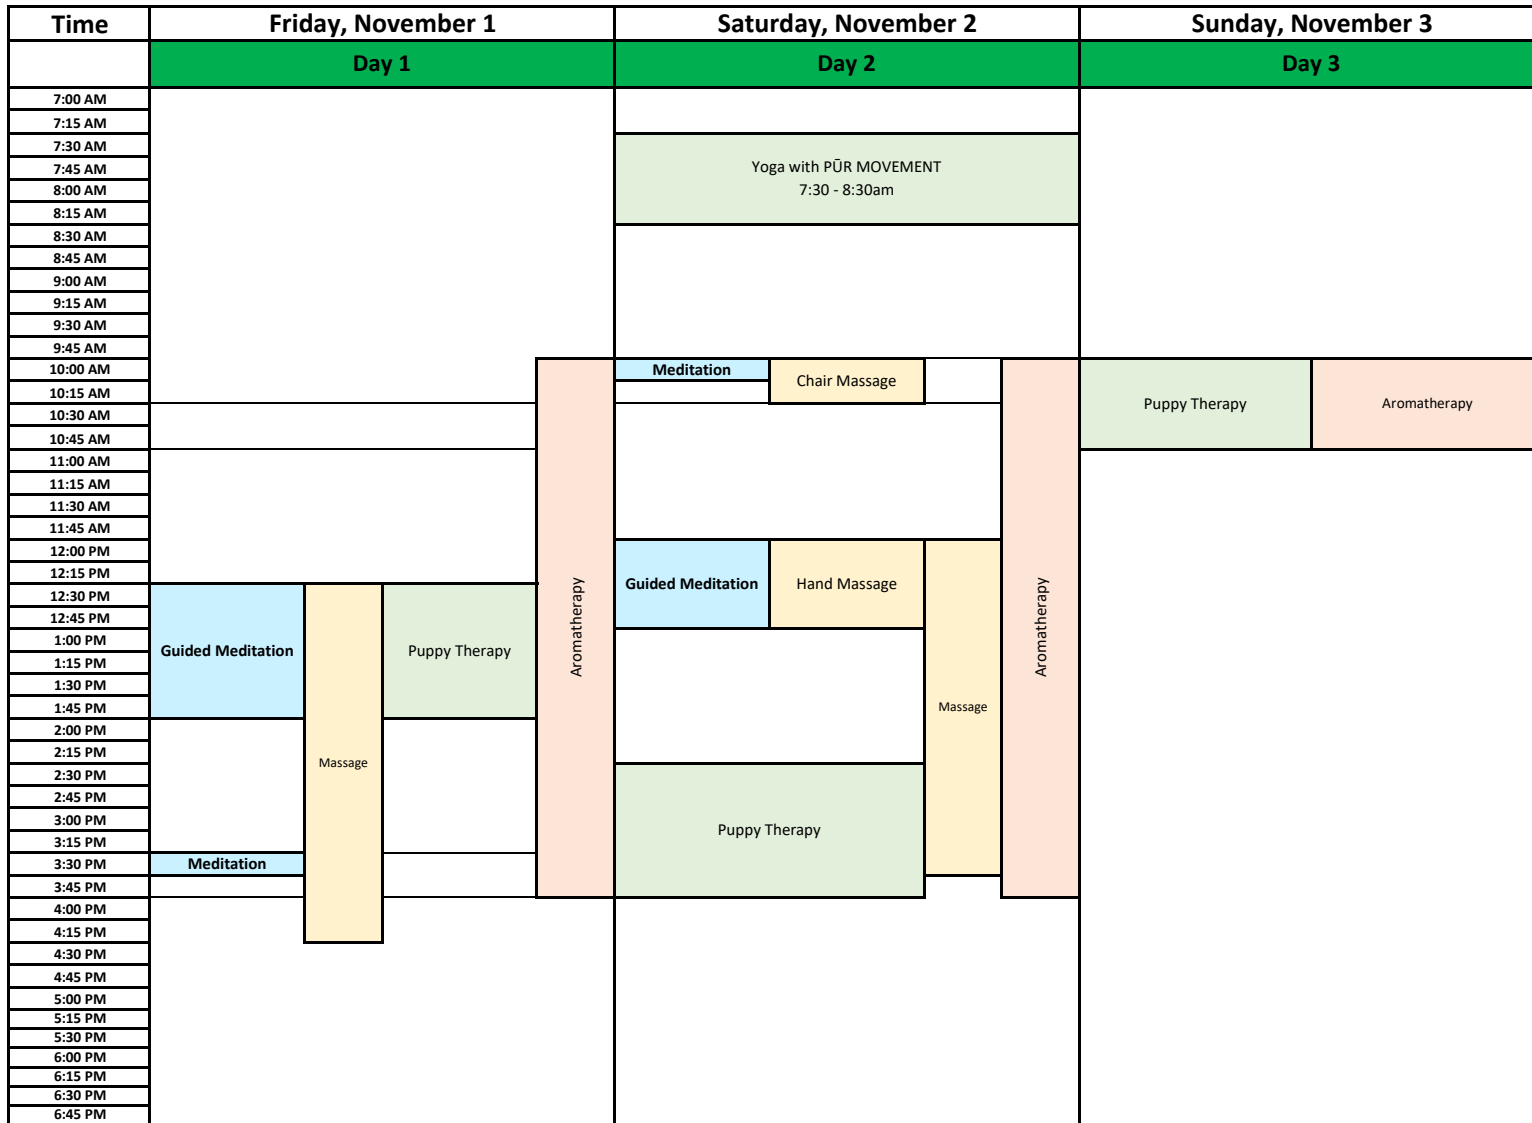 Time
Friday, November 1
Saturday, November 2
Sunday, November 3
Day 1
Day 2
Day 3
7:00 AM
7:15 AM
7:30 AM
7:45 AM
Yoga with PŪR MOVEMENT
8:00 AM
7:30 - 8:30am
8:15 AM
8:30 AM
8:45 AM
9:00 AM
9:15 AM
9:30 AM
9:45 AM
10:00 AM
Meditation
Chair Massage
10:15 AM
Puppy Therapy
Aromatherapy
10:30 AM
10:45 AM
11:00 AM
11:15 AM
11:30 AM
11:45 AM
12:00 PM
12:15 PM
Guided Meditation
Hand Massage
12:30 PM
12:45 PM
1:00 PM
Guided Meditation
Puppy Therapy
Aromatherapy
Aromatherapy
1:15 PM
1:30 PM
1:45 PM
Massage
2:00 PM
2:15 PM
Massage
2:30 PM
2:45 PM
3:00 PM
Puppy Therapy
3:15 PM
3:30 PM
Meditation
3:45 PM
4:00 PM
4:15 PM
4:30 PM
4:45 PM
5:00 PM
5:15 PM
5:30 PM
6:00 PM
6:15 PM
6:30 PM
6:45 PM